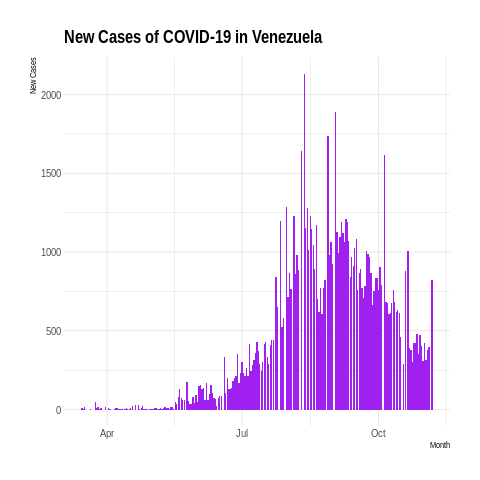 New Cases of COVID-19 in Venezuela
New Cases
2000
1500
1000
500
0
Apr
Jul
Oct
Month